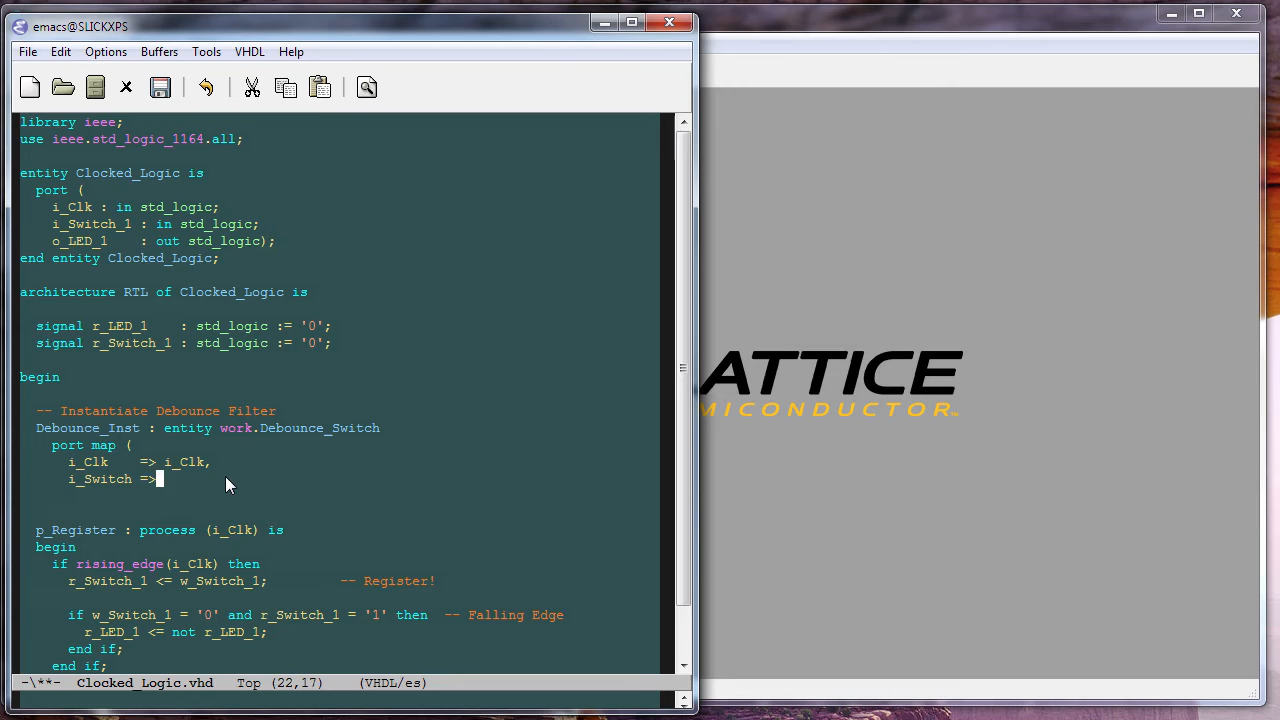 emacs@SLICKXPS
File Edit Options Buffers Tools VHDL Help
library ieee;
use ieee.std_logic_1164.all;
entity Clocked_Logic is
port (
i_Clk : in std_logic;
i_Switch_1 : in std_logic;
o_LED_1 : out std_logic);
end entity Clocked_Logic;
architecture RTL of Clocked_Logic is
signal r_LED_1 : std_logic := '0';
signal r_Switch_1 : std_logic := '0';
begin
-- Instantiate Debounce Filter
Debounce_Inst : entity work.Debounce_Switch
port map (
i_Clk => i_Clk,
i_Switch =>
p_Register : process (i_Clk) is
begin
if rising_edge(i_Clk) then
r_Switch_1 <= w_Switch_1; -- Register!
if w_Switch_1 = '0' and r_Switch_1 = '1' then -- Falling Edge
r_LED_1 <= not r_LED_1;
end if;
end if;
-\**- Clocked_Logic.vhd Top (22,17) (VHDL/es)
ATTICE
MICONDUCTOR